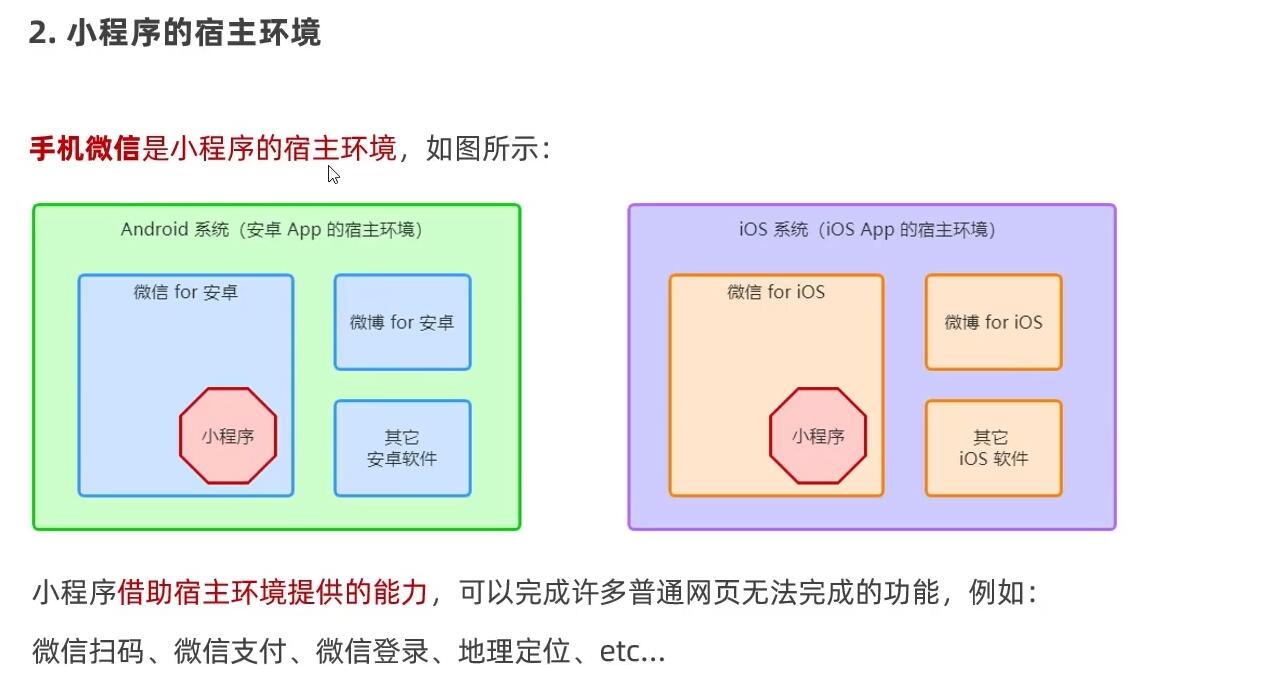 2. 小程序的宿主环境
手机微信是小程序的宿主环境，如图所示：
Android 系统（安卓 App 的宿主环境）
微信 for 安卓
微博 for 安卓
小程序
其它
安卓软件
iOS 系统（iOS App 的宿主环境）
微信 for iOS
微博 for iOS
小程序
其它
iOS 软件
小程序借助宿主环境提供的能力，可以完成许多普通网页无法完成的功能，例如：
微信扫码、微信支付、微信登录、地理定位、etc...